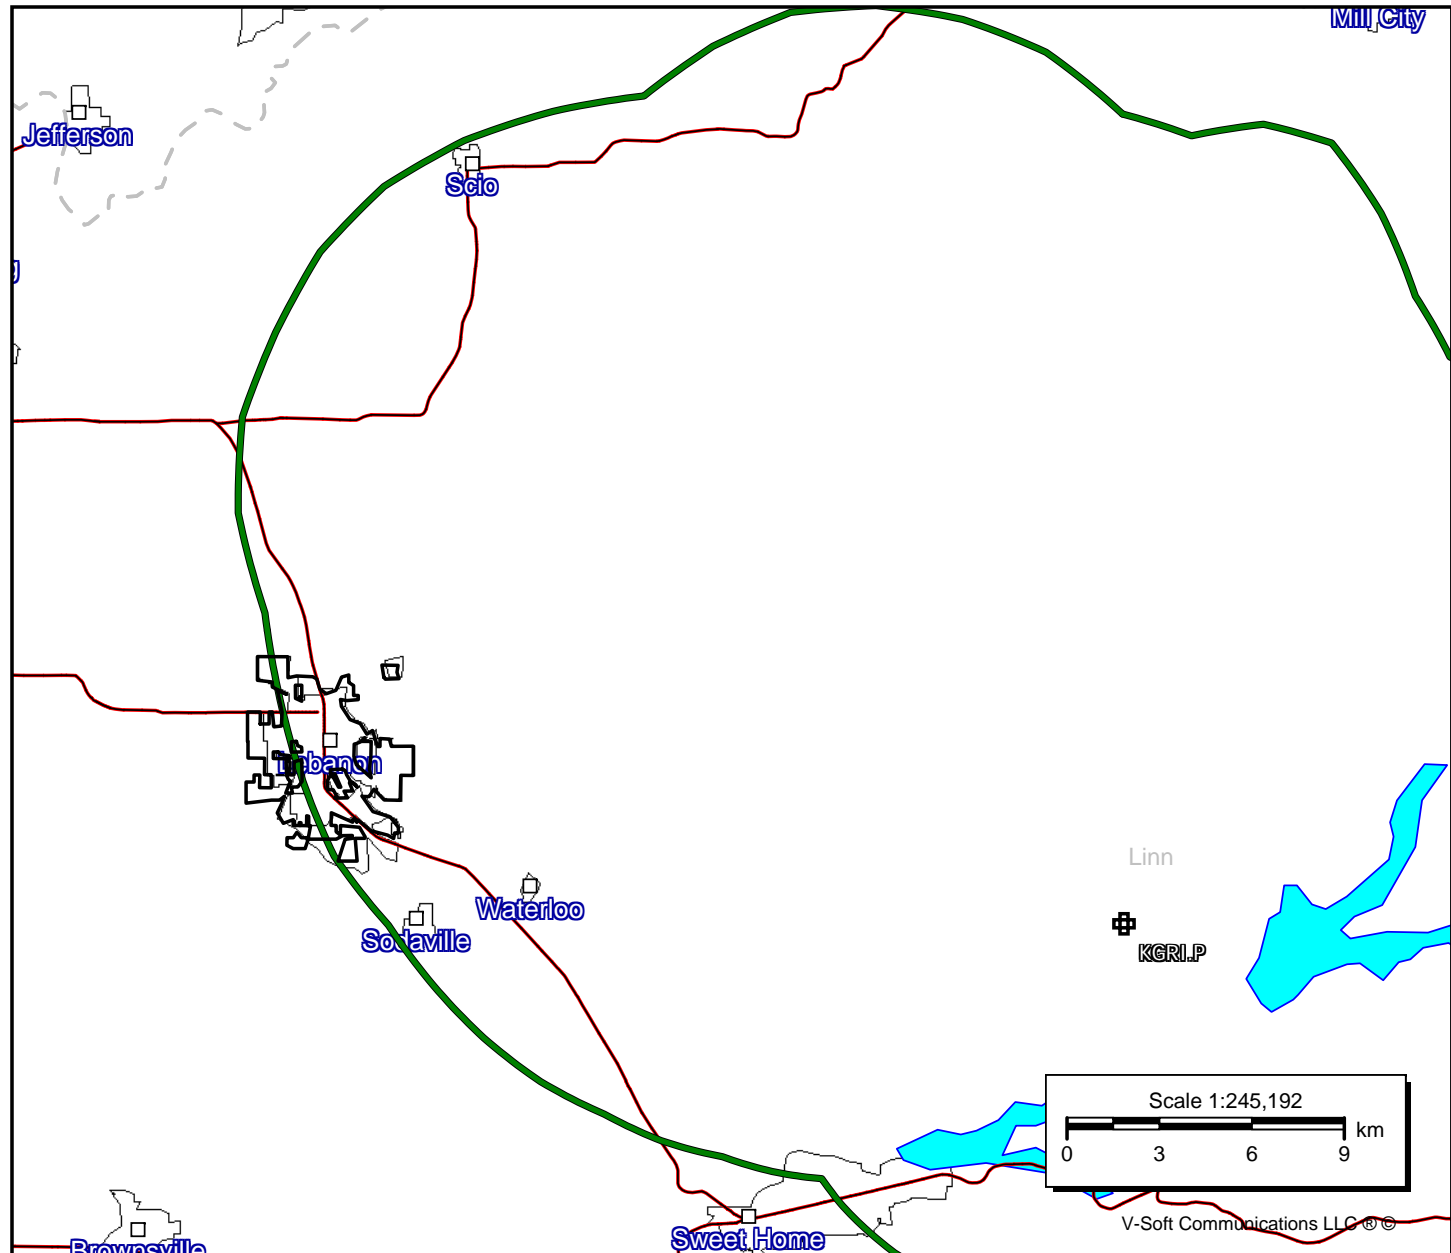 Mill City
Jefferson
Scio
g
Lebanon
Linn
Waterloo
Sodaville
KGRI.P
Scale 1:245,192
km
0 3 6 9
V-Soft Communications LLC ® ©
Sweet Home
Brownsville